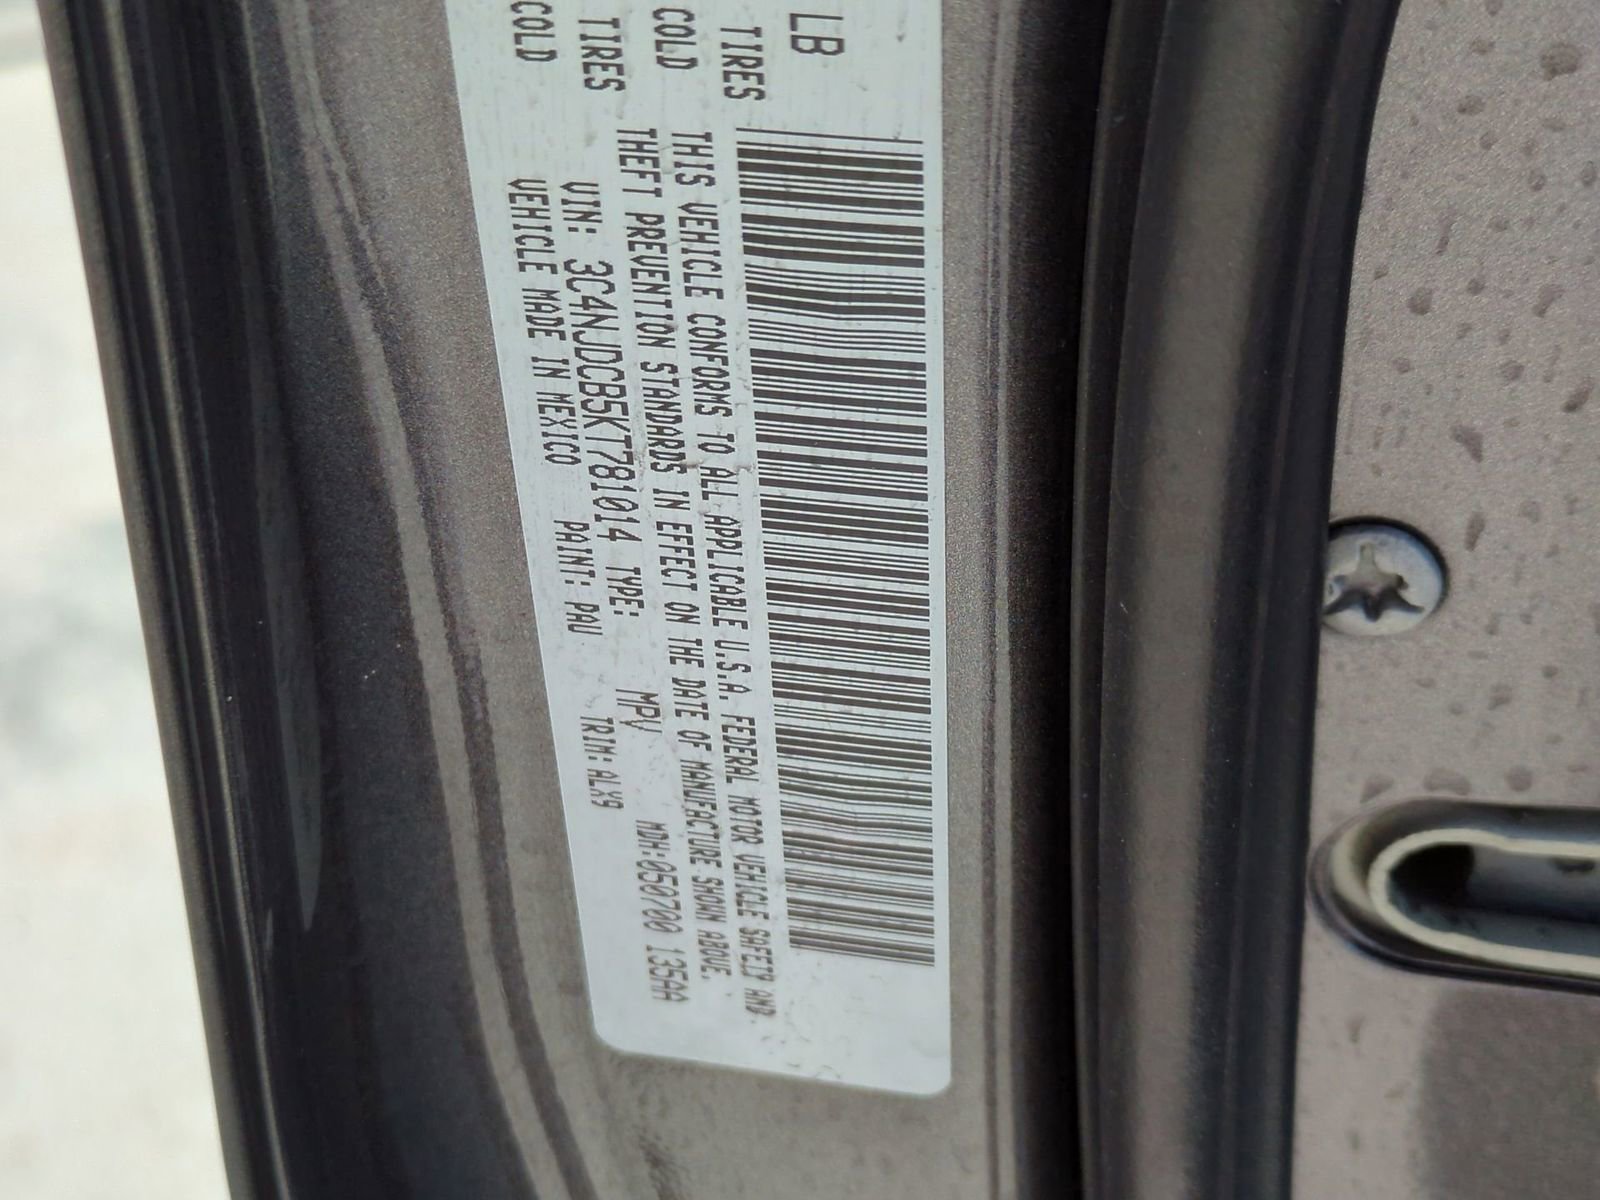 LB
TIRES
COLD
TIRES
COLD
THIS VEHICLE CONFORMS TO ALL APPLICABLE U.S.A. FEDERAL MOTOR VEHICLE SAFETY AND
THEFT PREVENTION STANDARDS IN EFFECT ON THE DATE OF MANUFACTURE SHOWN ABOVE.
VIN: 3C4NJDCB5KT781014 TYPE: MPV MDH:050700 135AA
VEHICLE MADE IN MEXICO PAINT: PAU TRIM:ALX9